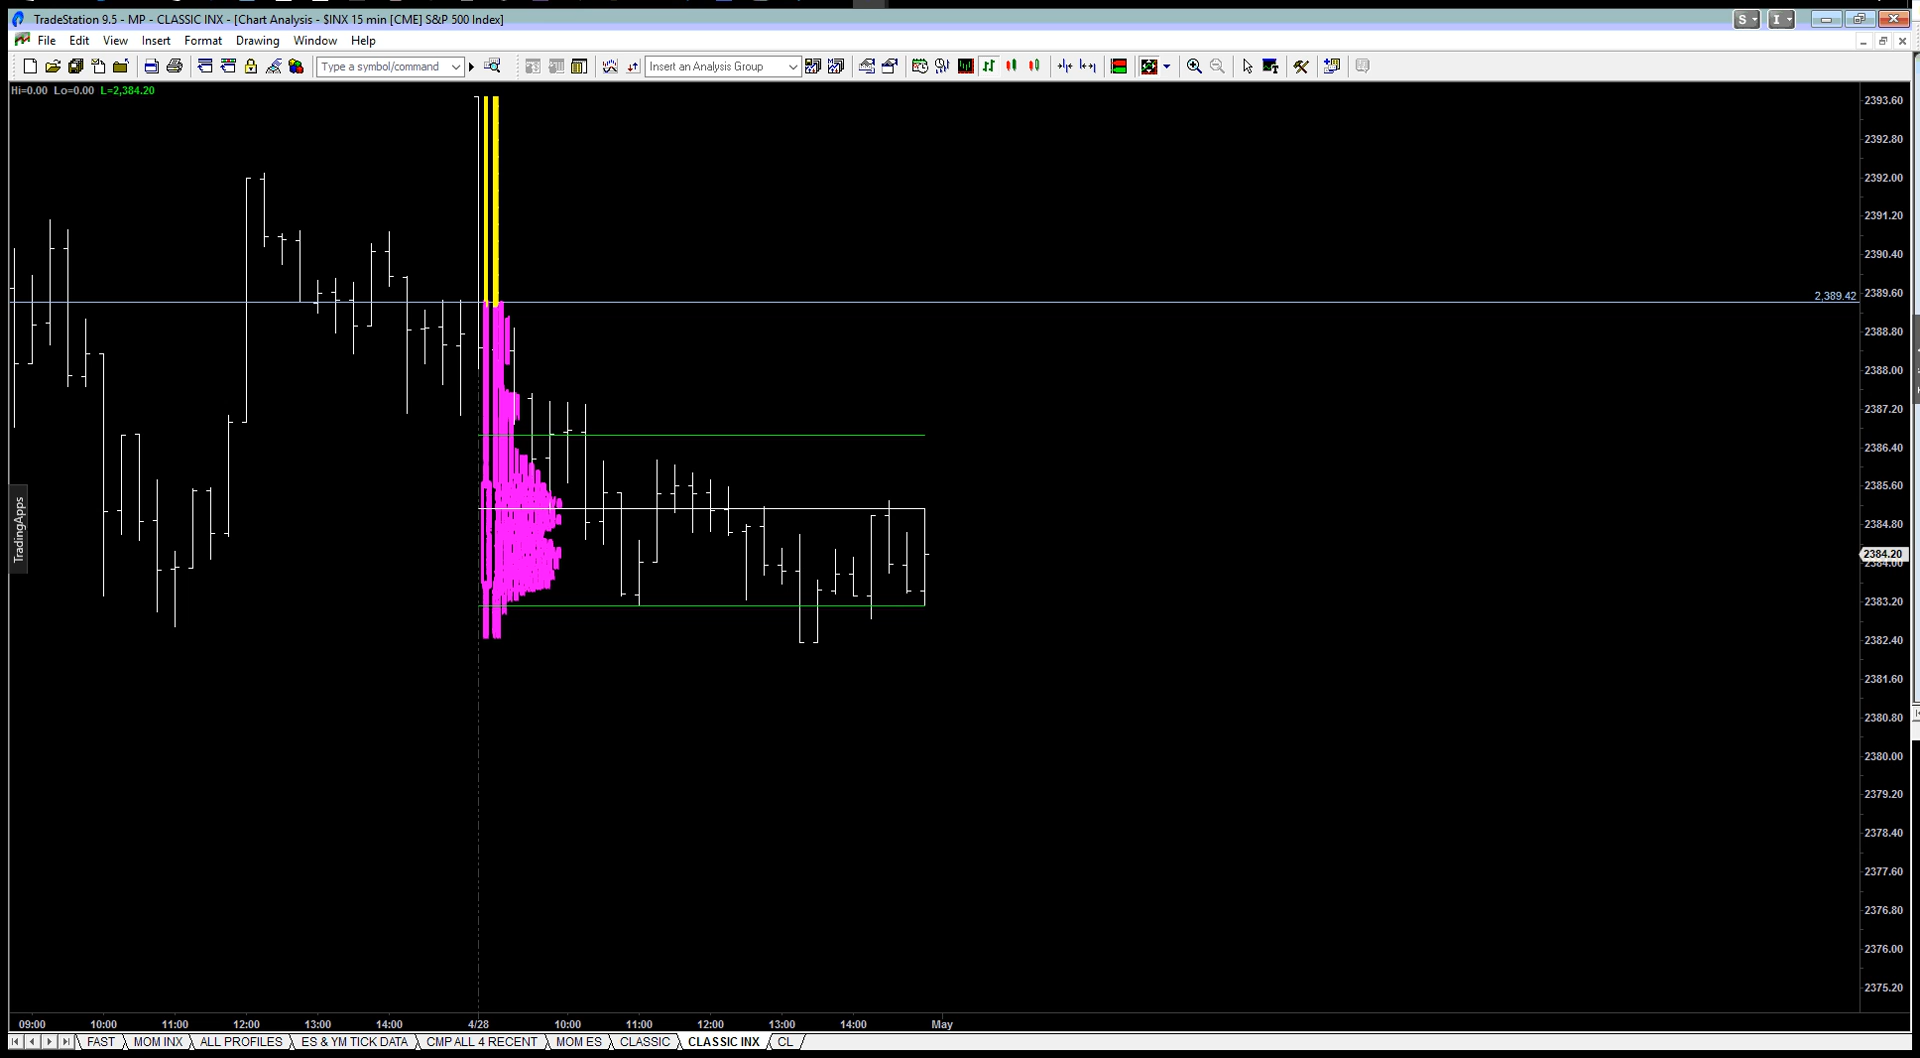 TradeStation 9.5 - MP - CLASSIC INX - [Chart Analysis - $INX 15 min [CME] S&P 500 Index]
S
I
File Edit View Insert Format Drawing Window Help
Type a symbol/command
Insert an Analysis Group
Hi=0.00 Lo=0.00 L=2,384.20
2393.60
2392.80
2392.00
2391.20
2390.40
2,389.42
2389.60
2388.80
2388.00
2387.20
2386.40
2385.60
2384.80
2384.20
2384.00
2383.20
2382.40
2381.60
2380.80
2380.00
2379.20
2378.40
2377.60
2376.80
2376.00
2375.20
TradingApps
09:00 10:00 11:00 12:00 13:00 14:00 4/28 10:00 11:00 12:00 13:00 14:00 May
FAST MOM INX ALL PROFILES ES & YM TICK DATA CMP ALL 4 RECENT MOM ES CLASSIC CLASSIC INX CL